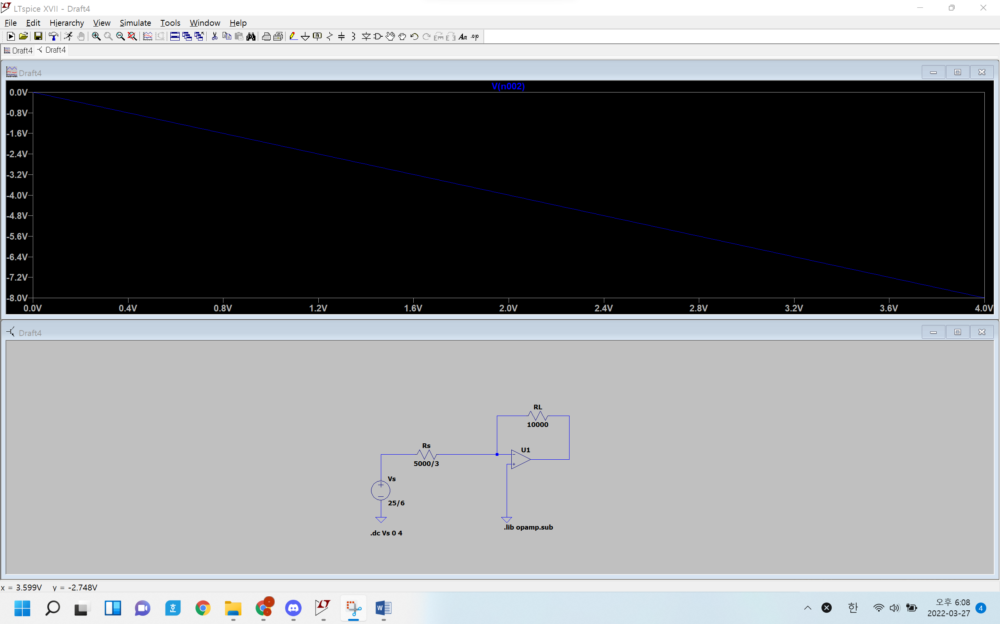 LTspice XVII - Draft4
File Edit Hierarchy View Simulate Tools Window Help
Draft4 Draft4
Draft4
V(n002)
0.0V
-0.8V
-1.6V
-2.4V
-3.2V
-4.0V
-4.8V
-5.6V
-6.4V
-7.2V
-8.0V
0.0V 0.4V 0.8V 1.2V 1.6V 2.0V 2.4V 2.8V 3.2V 3.6V 4.0V
Draft4
RL
10000
Rs
5000/3
U1
Vs
25/6
.dc Vs 0 4
.lib opamp.sub
x = 3.599V y = -2.748V
한
오후 6:08
2022-03-27
4